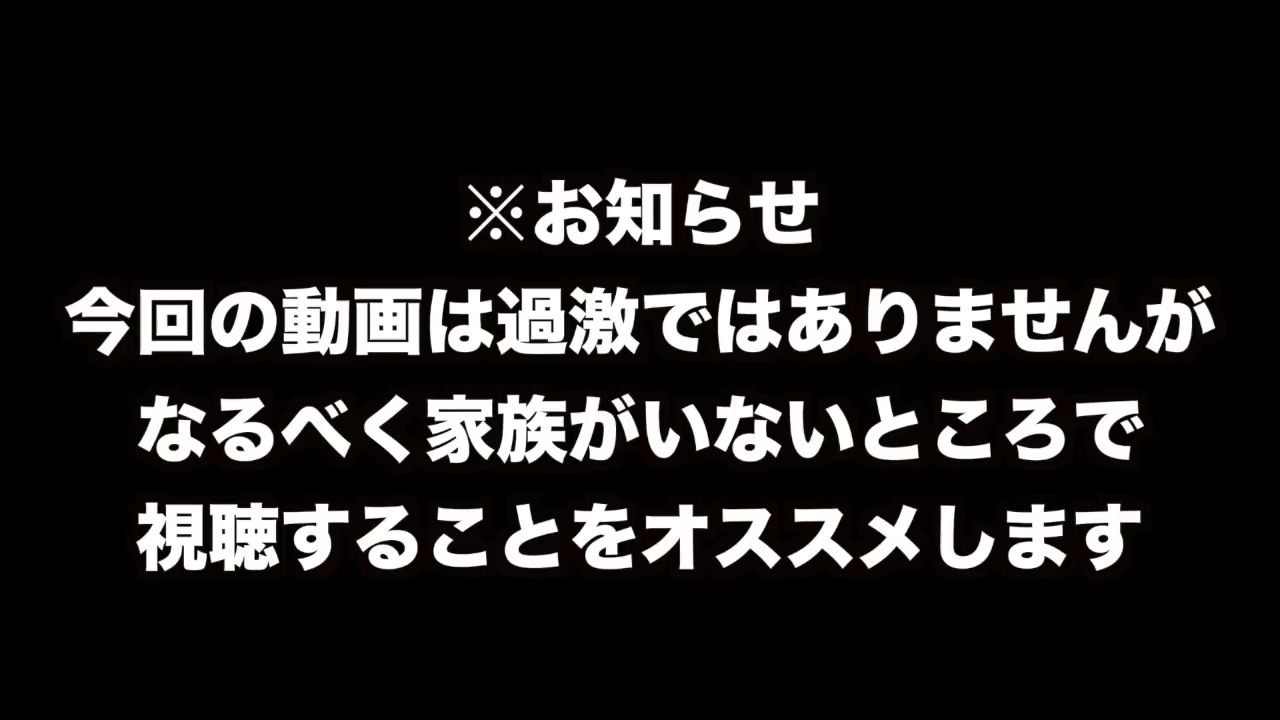 ※お知らせ
今回の動画は過激ではありませんが
なるべく家族がいないところで
視聴することをオススメします